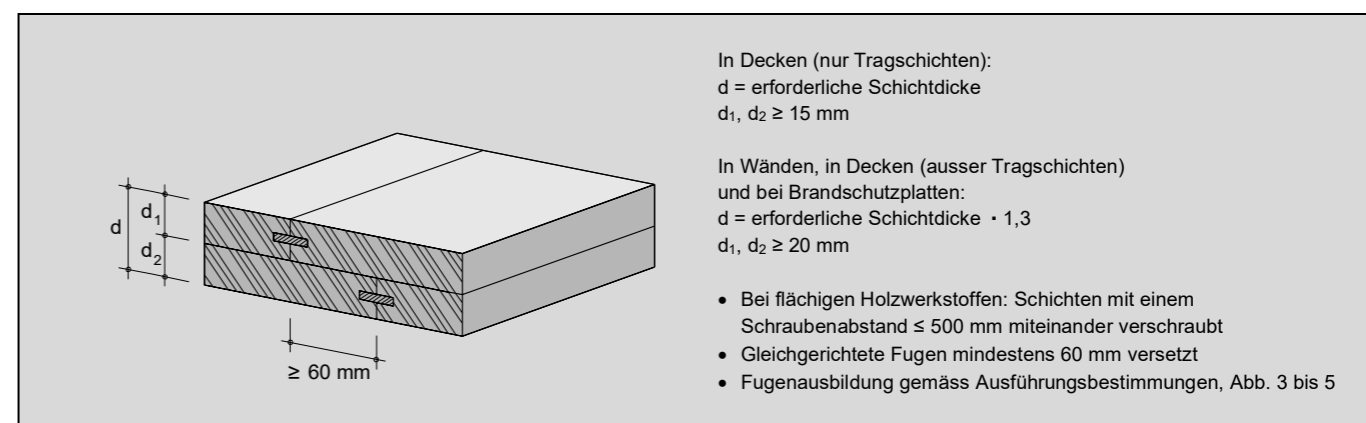 In Decken (nur Tragschichten):
d = erforderliche Schichtdicke
d₁, d₂ ≥ 15 mm
In Wänden, in Decken (ausser Tragschichten)
und bei Brandschutzplatten:
d = erforderliche Schichtdicke · 1,3
d₁, d₂ ≥ 20 mm
• Bei flächigen Holzwerkstoffen: Schichten mit einem
Schraubenabstand ≤ 500 mm miteinander verschraubt
• Gleichgerichtete Fugen mindestens 60 mm versetzt
• Fugenausbildung gemäss Ausführungsbestimmungen, Abb. 3 bis 5
d
d₁
d₂
≥ 60 mm